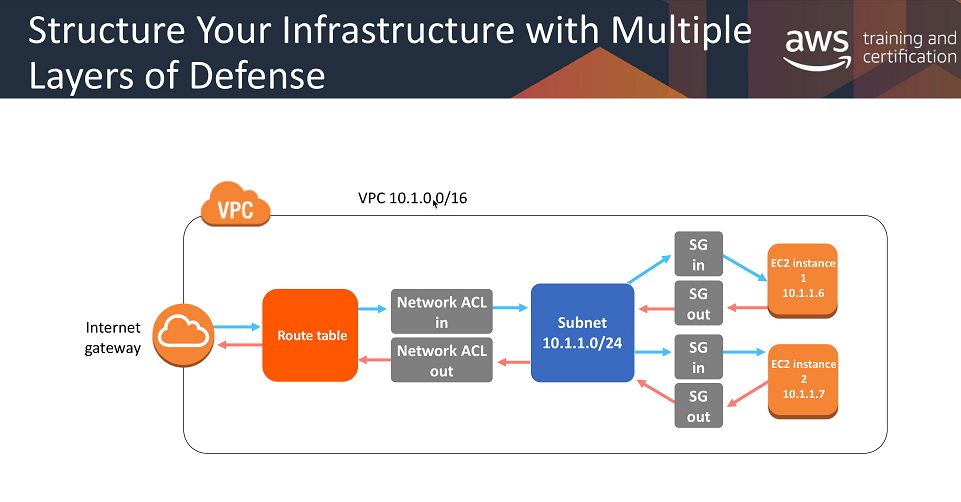 Structure Your Infrastructure with Multiple
Layers of Defense
aws
training and
certification
VPC
VPC 10.1.0.0/16
Internet
gateway
Route table
Network ACL
in
Network ACL
out
Subnet
10.1.1.0/24
SG
in
SG
out
EC2 instance
1
10.1.1.6
SG
in
SG
out
EC2 instance
2
10.1.1.7